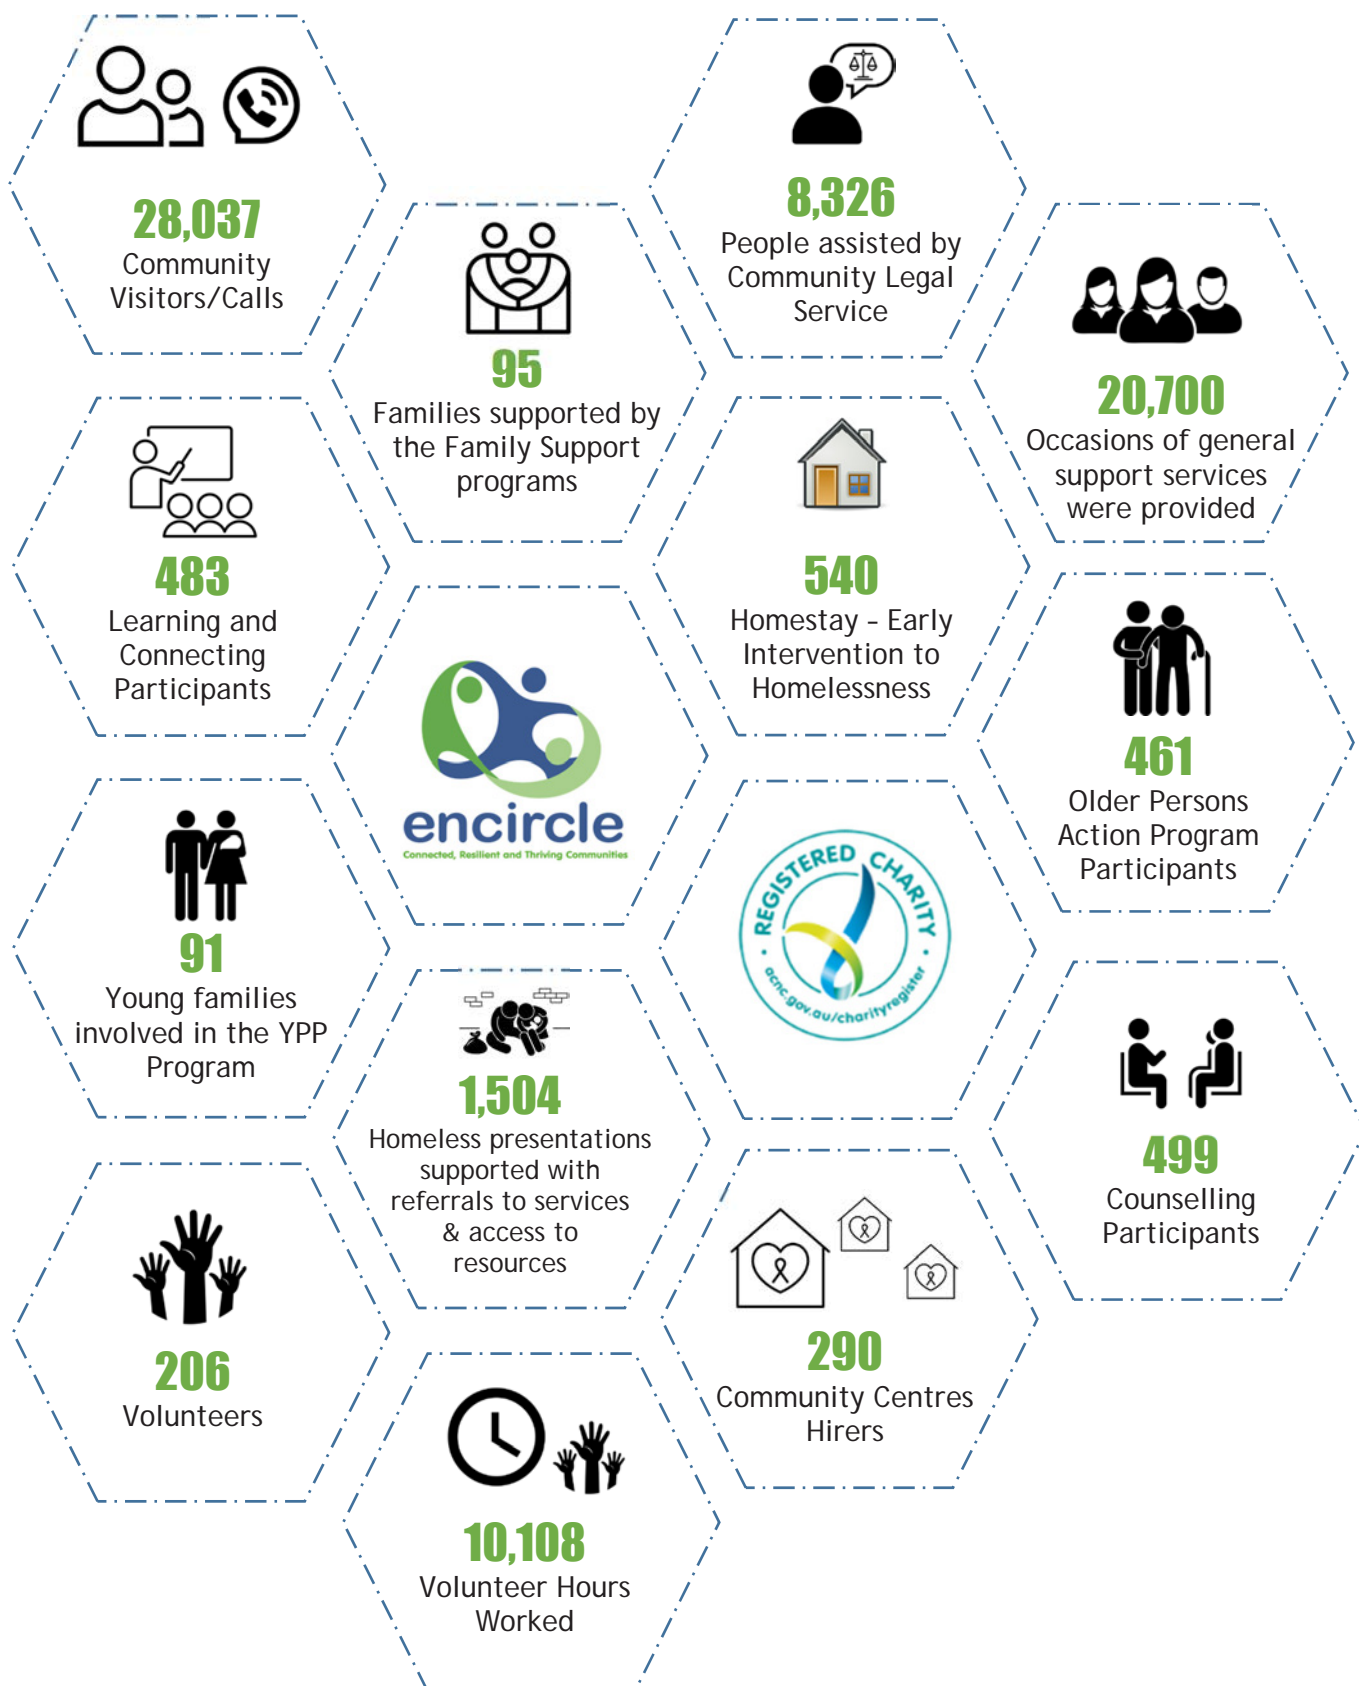 28,037
Community
Visitors/Calls
8,326
People assisted by
Community Legal
Service
95
Families supported by
the Family Support
programs
20,700
Occasions of general
support services
were provided
483
Learning and
Connecting
Participants
540
Homestay – Early
Intervention to
Homelessness
encircle
Connected, Resilient and Thriving Communities
461
Older Persons
Action Program
Participants
91
Young families
involved in the YPP
Program
REGISTERED CHARITY
acnc.gov.au/charityregister
1,504
Homeless presentations
supported with
referrals to services
& access to
resources
499
Counselling
Participants
206
Volunteers
290
Community Centres
Hirers
10,108
Volunteer Hours
Worked